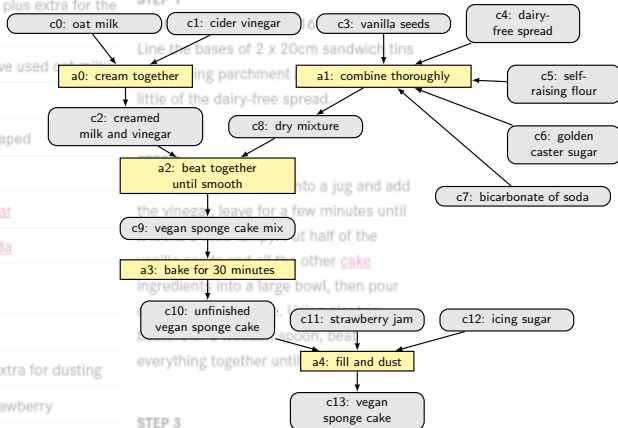 plus extra for the
STEP 1
c0: oat milk
c1: cider vinegar
c3: vanilla seeds
c4: dairy-
free spread
Line the bases of 2 x 20cm sandwich tins
a0: cream together
a1: combine thoroughly
c5: self-
raising flour
parchment
little of the dairy-free spread.
c2: creamed
milk and vinegar
c8: dry mixture
c6: golden
caster sugar
a2: beat together
until smooth
into a jug and add
c7: bicarbonate of soda
the vinegar, leave for a few minutes until
c9: vegan sponge cake mix
half of the
other cake
a3: bake for 30 minutes
ingredients into a large bowl, then pour
c10: unfinished
vegan sponge cake
c11: strawberry jam
c12: icing sugar
spoon, beat
everything together until
a4: fill and dust
extra for dusting
c13: vegan
sponge cake
STEP 3